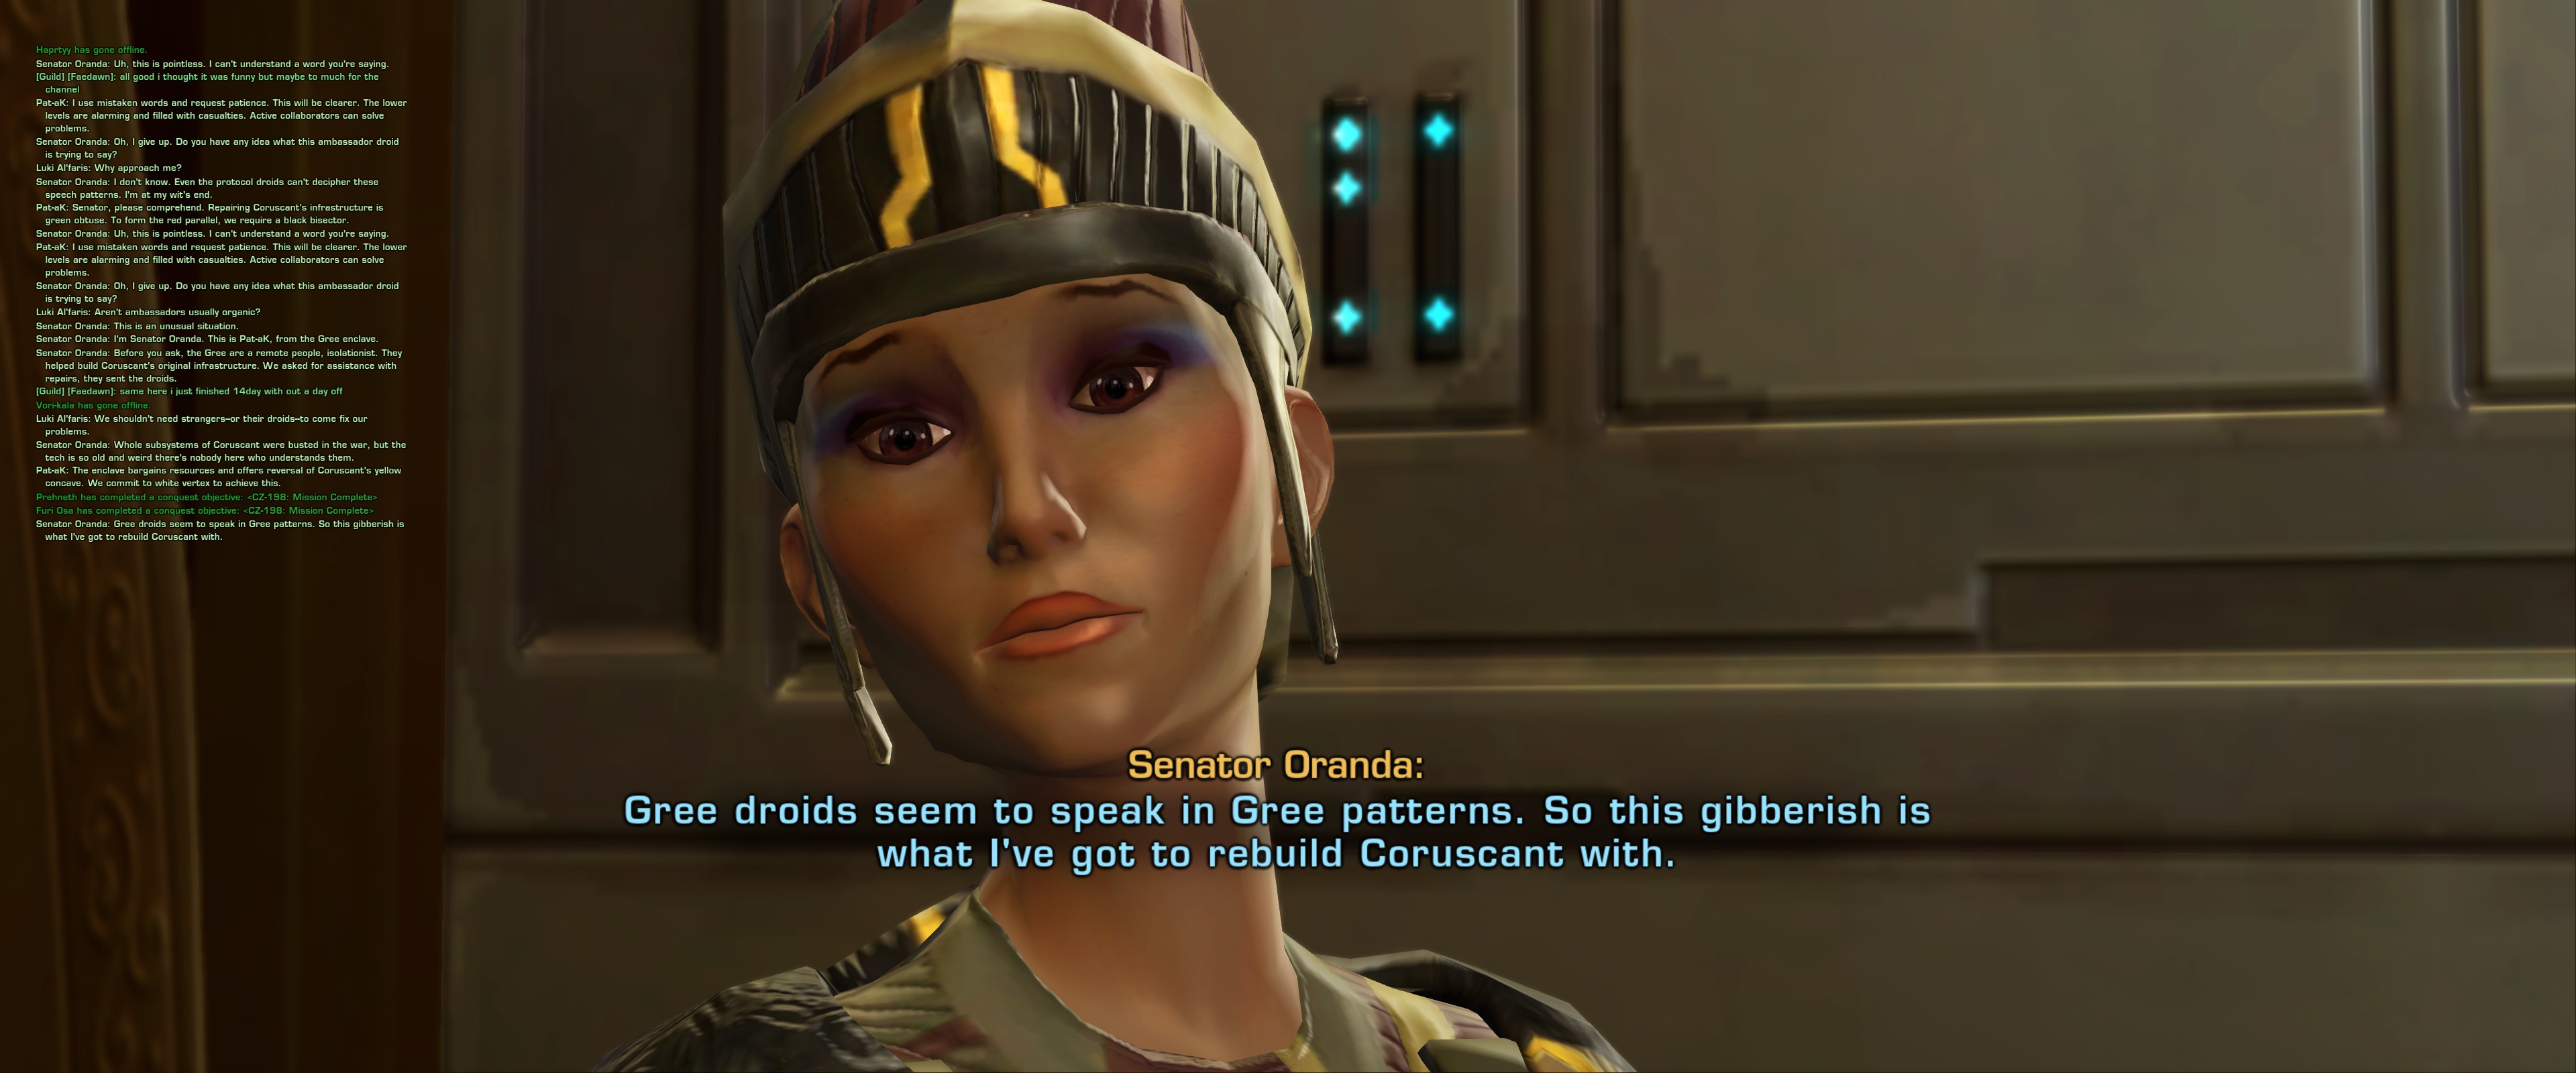 Haprtyy has gone offline.
Senator Oranda: Uh, this is pointless. I can't understand a word you're saying.
[Guild] [Faedawn]: all good i thought it was funny but maybe to much for the
channel
Pat-aK: I use mistaken words and request patience. This will be clearer. The lower
levels are alarming and filled with casualties. Active collaborators can solve
problems.
Senator Oranda: Oh, I give up. Do you have any idea what this ambassador droid
is trying to say?
Luki Al'faris: Why approach me?
Senator Oranda: I don't know. Even the protocol droids can't decipher these
speech patterns. I'm at my wit's end.
Pat-aK: Senator, please comprehend. Repairing Coruscant's infrastructure is
green obtuse. To form the red parallel, we require a black bisector.
Senator Oranda: Uh, this is pointless. I can't understand a word you're saying.
Pat-aK: I use mistaken words and request patience. This will be clearer. The lower
levels are alarming and filled with casualties. Active collaborators can solve
problems.
Senator Oranda: Oh, I give up. Do you have any idea what this ambassador droid
is trying to say?
Luki Al'faris: Aren't ambassadors usually organic?
Senator Oranda: This is an unusual situation.
Senator Oranda: I'm Senator Oranda. This is Pat-aK, from the Gree enclave.
Senator Oranda: Before you ask, the Gree are a remote people, isolationist. They
helped build Coruscant's original infrastructure. We asked for assistance with
repairs, they sent the droids.
[Guild] [Faedawn]: same here i just finished 14day with out a day off
Vori-kala has gone offline.
Luki Al'faris: We shouldn't need strangers—or their droids—to come fix our
problems.
Senator Oranda: Whole subsystems of Coruscant were busted in the war, but the
tech is so old and weird there's nobody here who understands them.
Pat-aK: The enclave bargains resources and offers reversal of Coruscant's yellow
concave. We commit to white vertex to achieve this.
Prehneth has completed a conquest objective: <CZ-198: Mission Complete>
Furi Osa has completed a conquest objective: <CZ-198: Mission Complete>
Senator Oranda: Gree droids seem to speak in Gree patterns. So this gibberish is
what I've got to rebuild Coruscant with.
Senator Oranda:
Gree droids seem to speak in Gree patterns. So this gibberish is
what I've got to rebuild Coruscant with.